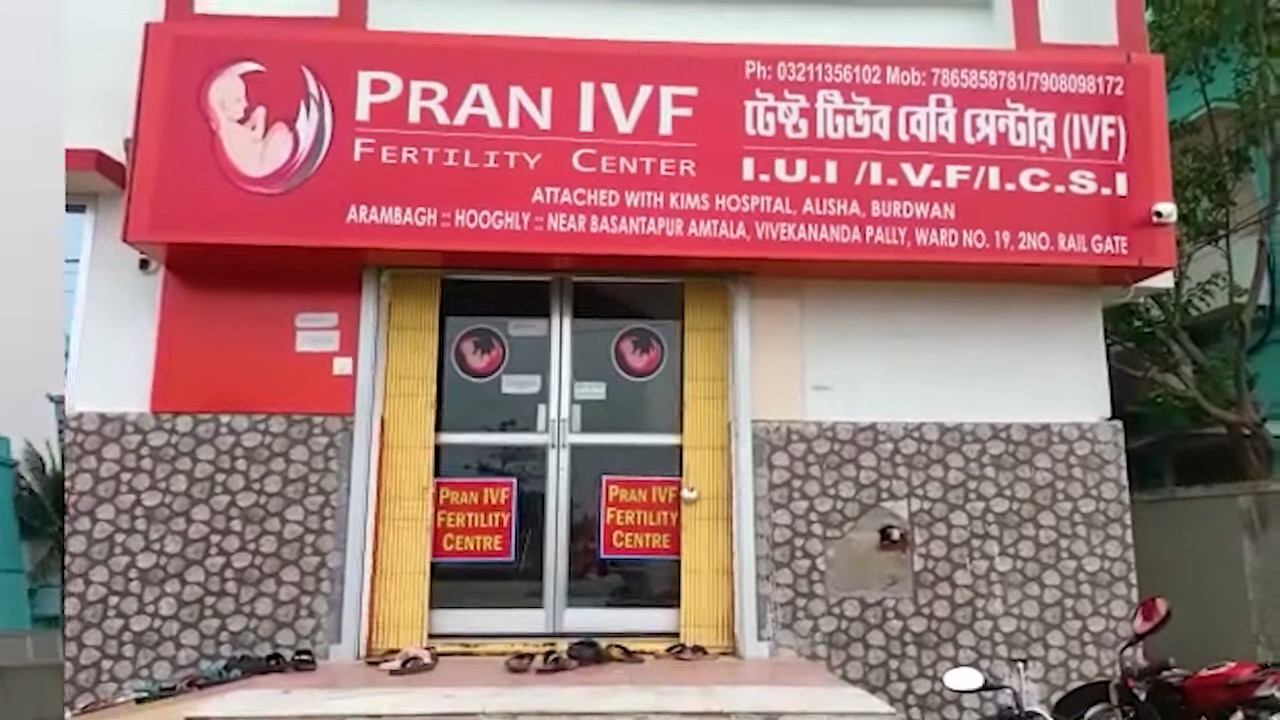 Ph: 03211356102 Mob: 7865858781/7908098172
PRAN IVF
FERTILITY CENTER
টেষ্ট টিউব বেবি সেন্টার (IVF)
I.U.I /I.V.F/I.C.S.I
ATTACHED WITH KIMS HOSPITAL, ALISHA, BURDWAN
ARAMBAGH :: HOOGHLY :: NEAR BASANTAPUR AMTALA, VIVEKANANDA PALLY, WARD NO. 19, 2NO. RAIL GATE
PRAN IVF
FERTILITY
CENTRE
PRAN IVF
FERTILITY
CENTRE